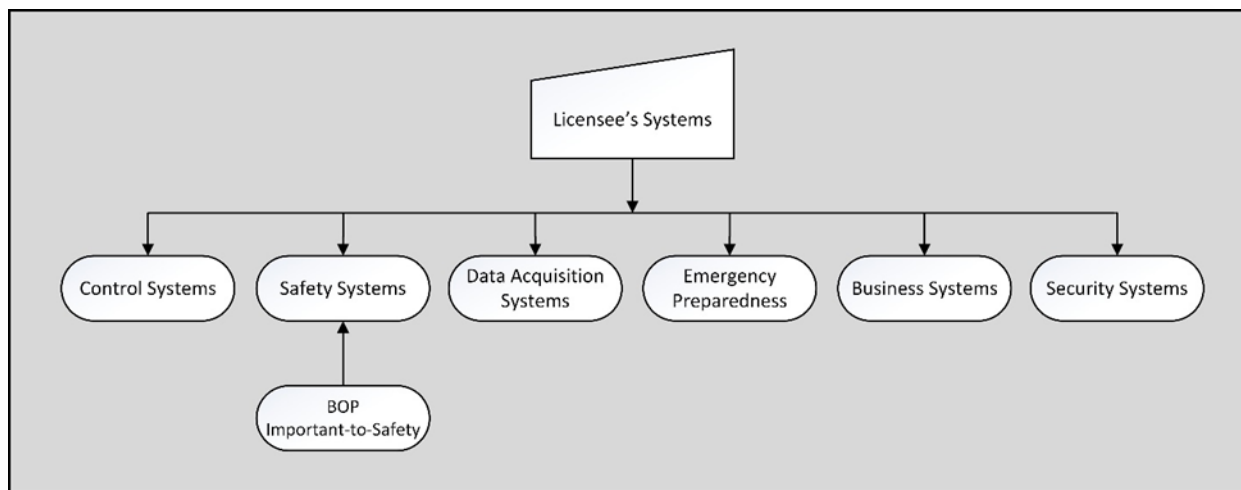 Licensee’s Systems
Control Systems
Safety Systems
Data Acquisition
Systems
Emergency
Preparedness
Business Systems
Security Systems
BOP
Important-to-Safety